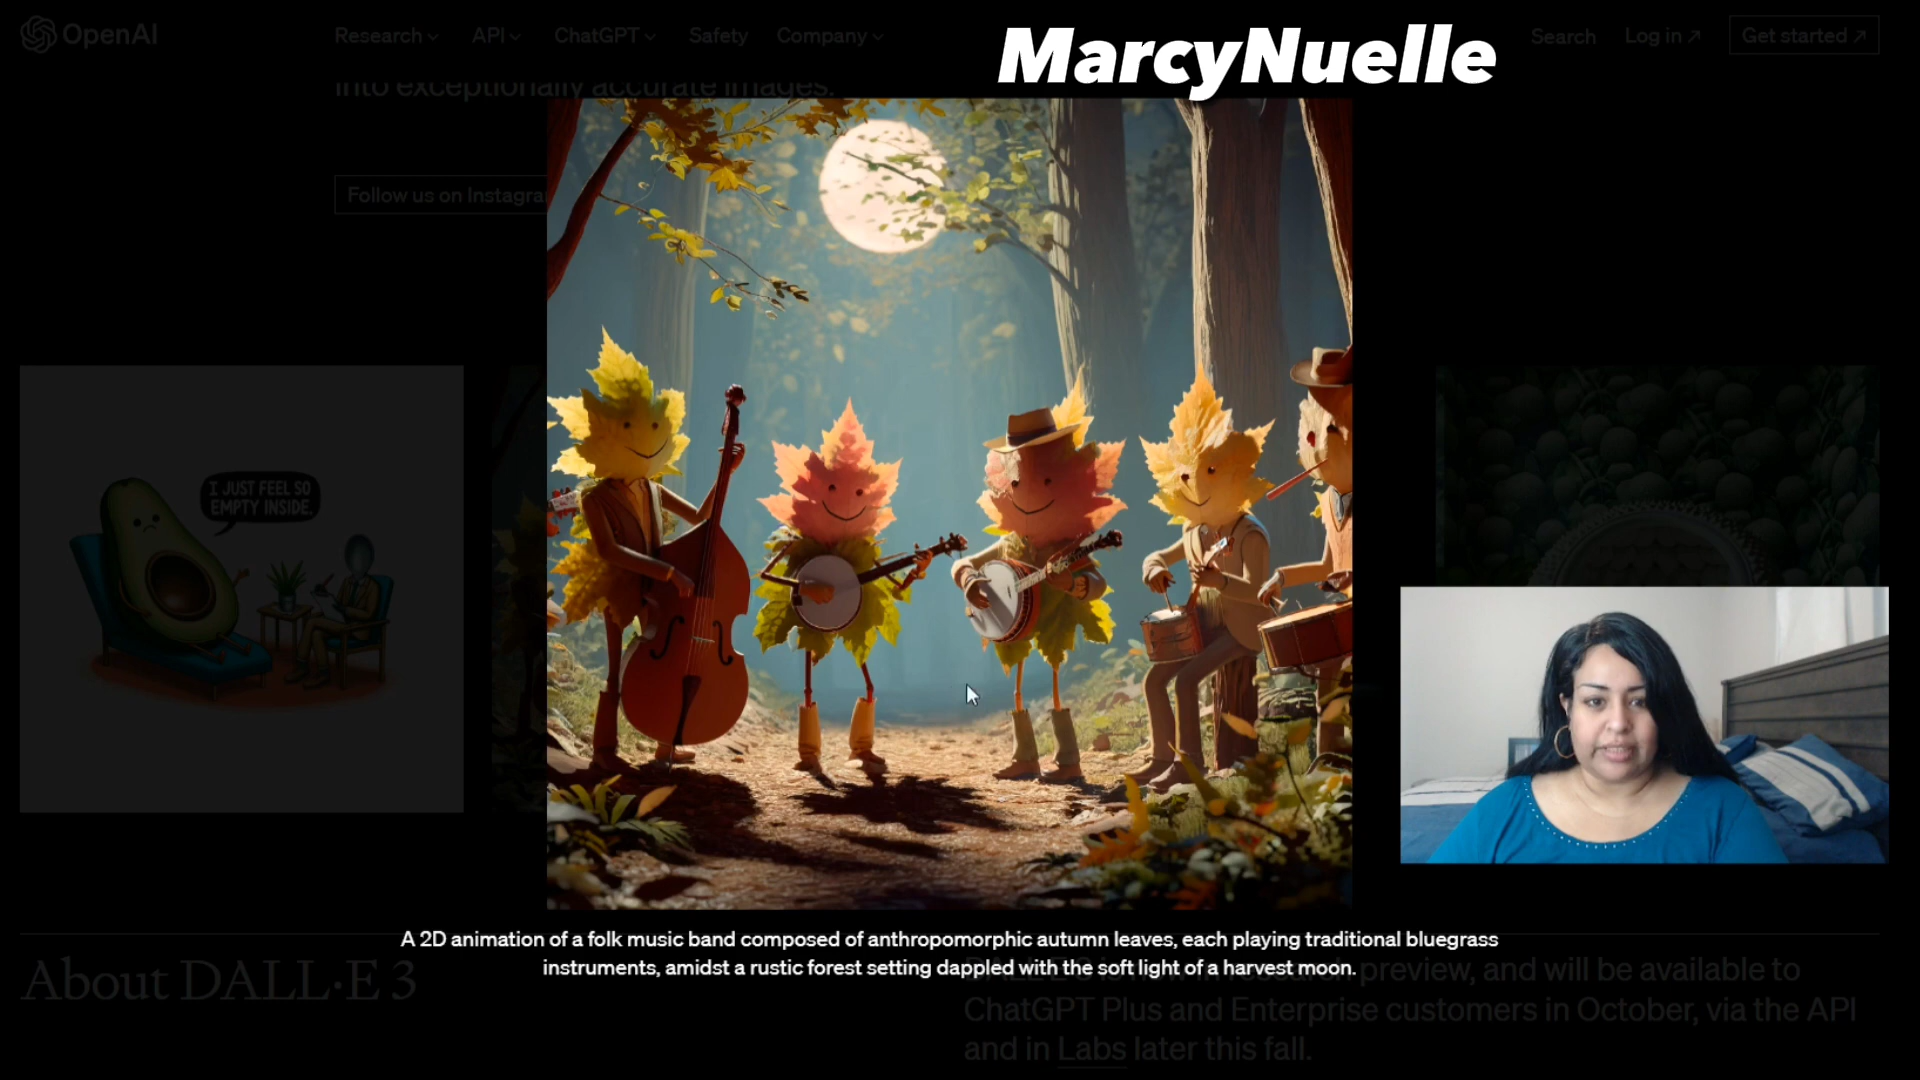 OpenAI
Research API ChatGPT Safety Company
MarcyNuelle
Search Log in ↗ Get started ↗
into exceptionally accurate images.
Follow us on
I JUST FEEL SO
EMPTY INSIDE.
A 2D animation of a folk music band composed of anthropomorphic autumn leaves, each playing traditional bluegrass
instruments, amidst a rustic forest setting dappled with the soft light of a harvest moon.
About DALL·E 3
preview, and will be available to
ChatGPT Plus and Enterprise customers in October, via the API
and in Labs later this fall.